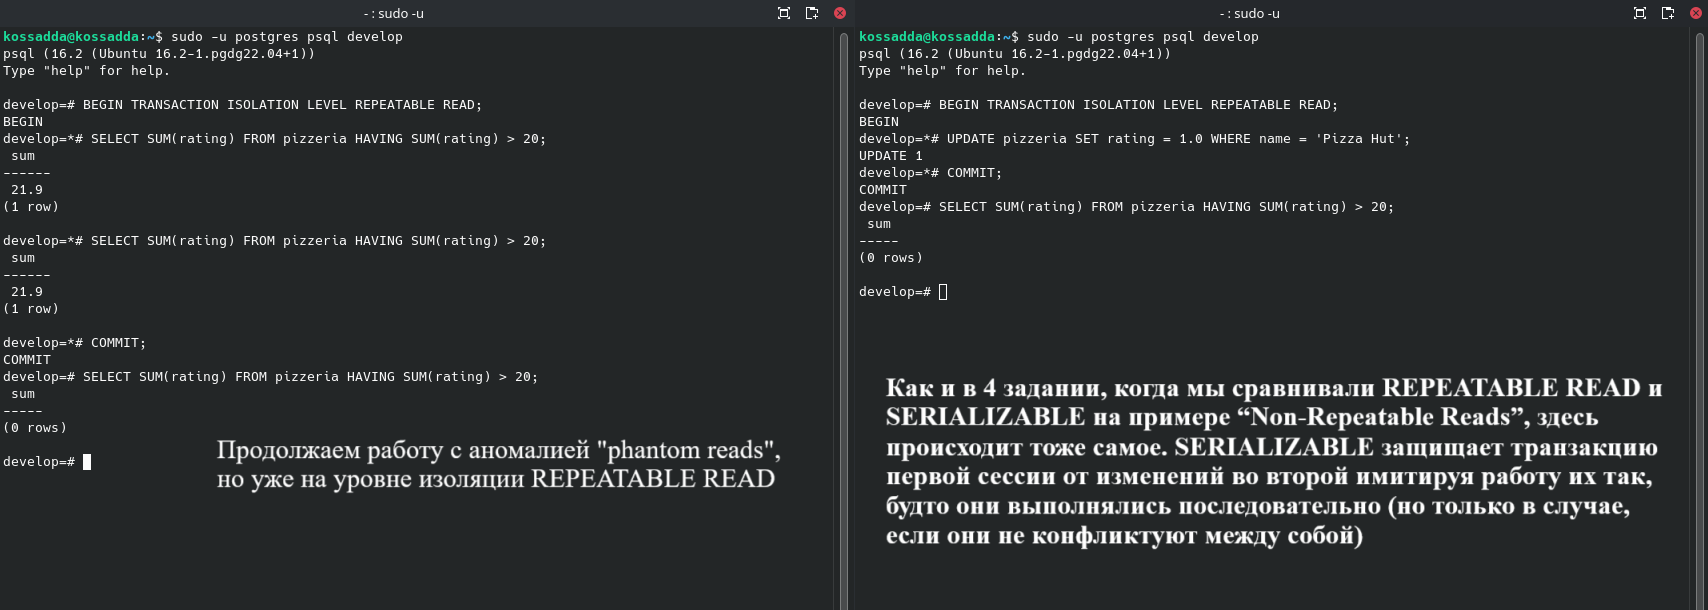 - : sudo -u
kossadda@kossadda:~$ sudo -u postgres psql develop
psql (16.2 (Ubuntu 16.2-1.pgdg22.04+1))
Type "help" for help.
develop=# BEGIN TRANSACTION ISOLATION LEVEL REPEATABLE READ;
BEGIN
develop=*# SELECT SUM(rating) FROM pizzeria HAVING SUM(rating) > 20;
sum
------
21.9
(1 row)
develop=*# SELECT SUM(rating) FROM pizzeria HAVING SUM(rating) > 20;
sum
------
21.9
(1 row)
develop=*# COMMIT;
COMMIT
develop=# SELECT SUM(rating) FROM pizzeria HAVING SUM(rating) > 20;
sum
-----
(0 rows)
develop=#
Продолжаем работу с аномалией "phantom reads",
но уже на уровне изоляции REPEATABLE READ
- : sudo -u
kossadda@kossadda:~$ sudo -u postgres psql develop
psql (16.2 (Ubuntu 16.2-1.pgdg22.04+1))
Type "help" for help.
develop=# BEGIN TRANSACTION ISOLATION LEVEL REPEATABLE READ;
BEGIN
develop=*# UPDATE pizzeria SET rating = 1.0 WHERE name = 'Pizza Hut';
UPDATE 1
develop=*# COMMIT;
COMMIT
develop=# SELECT SUM(rating) FROM pizzeria HAVING SUM(rating) > 20;
sum
-----
(0 rows)
develop=#
Как и в 4 задании, когда мы сравнивали REPEATABLE READ и
SERIALIZABLE на примере “Non-Repeatable Reads”, здесь
происходит тоже самое. SERIALIZABLE защищает транзакцию
первой сессии от изменений во второй имитируя работу их так,
будто они выполнялись последовательно (но только в случае,
если они не конфликтуют между собой)